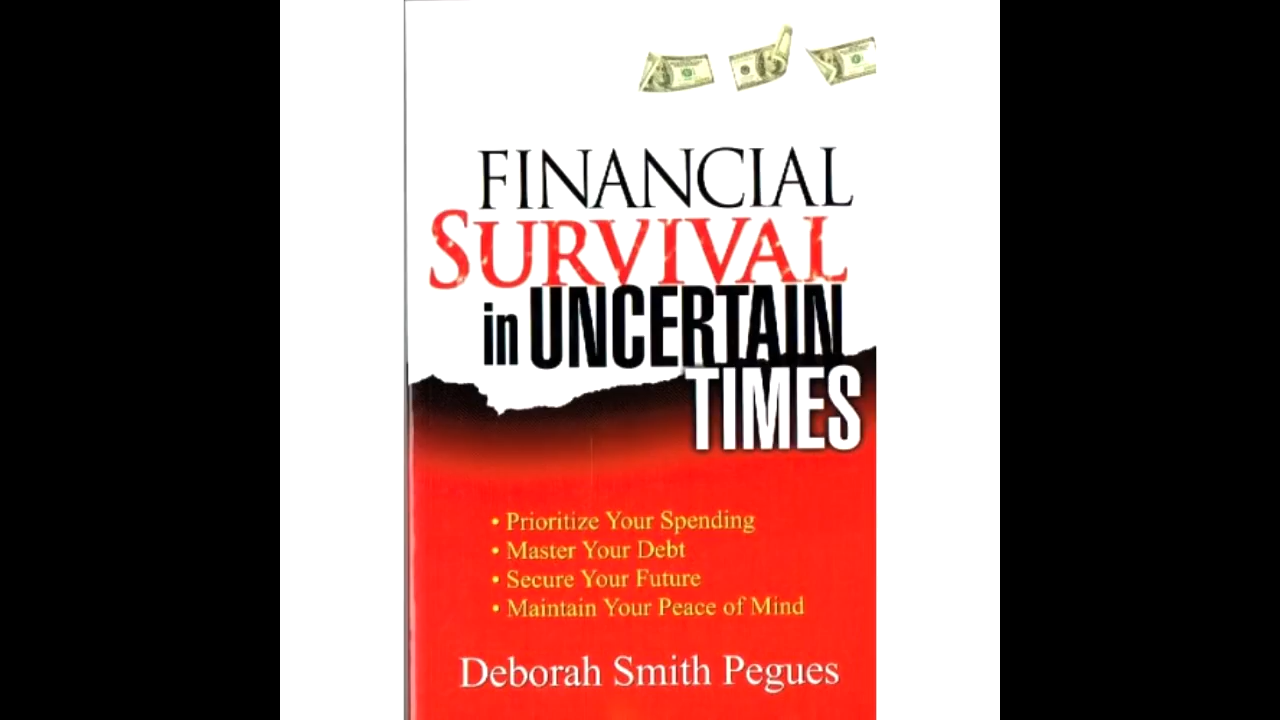 FINANCIAL
SURVIVAL
in UNCERTAIN
TIMES
• Prioritize Your Spending
• Master Your Debt
• Secure Your Future
• Maintain Your Peace of Mind
Deborah Smith Pegues